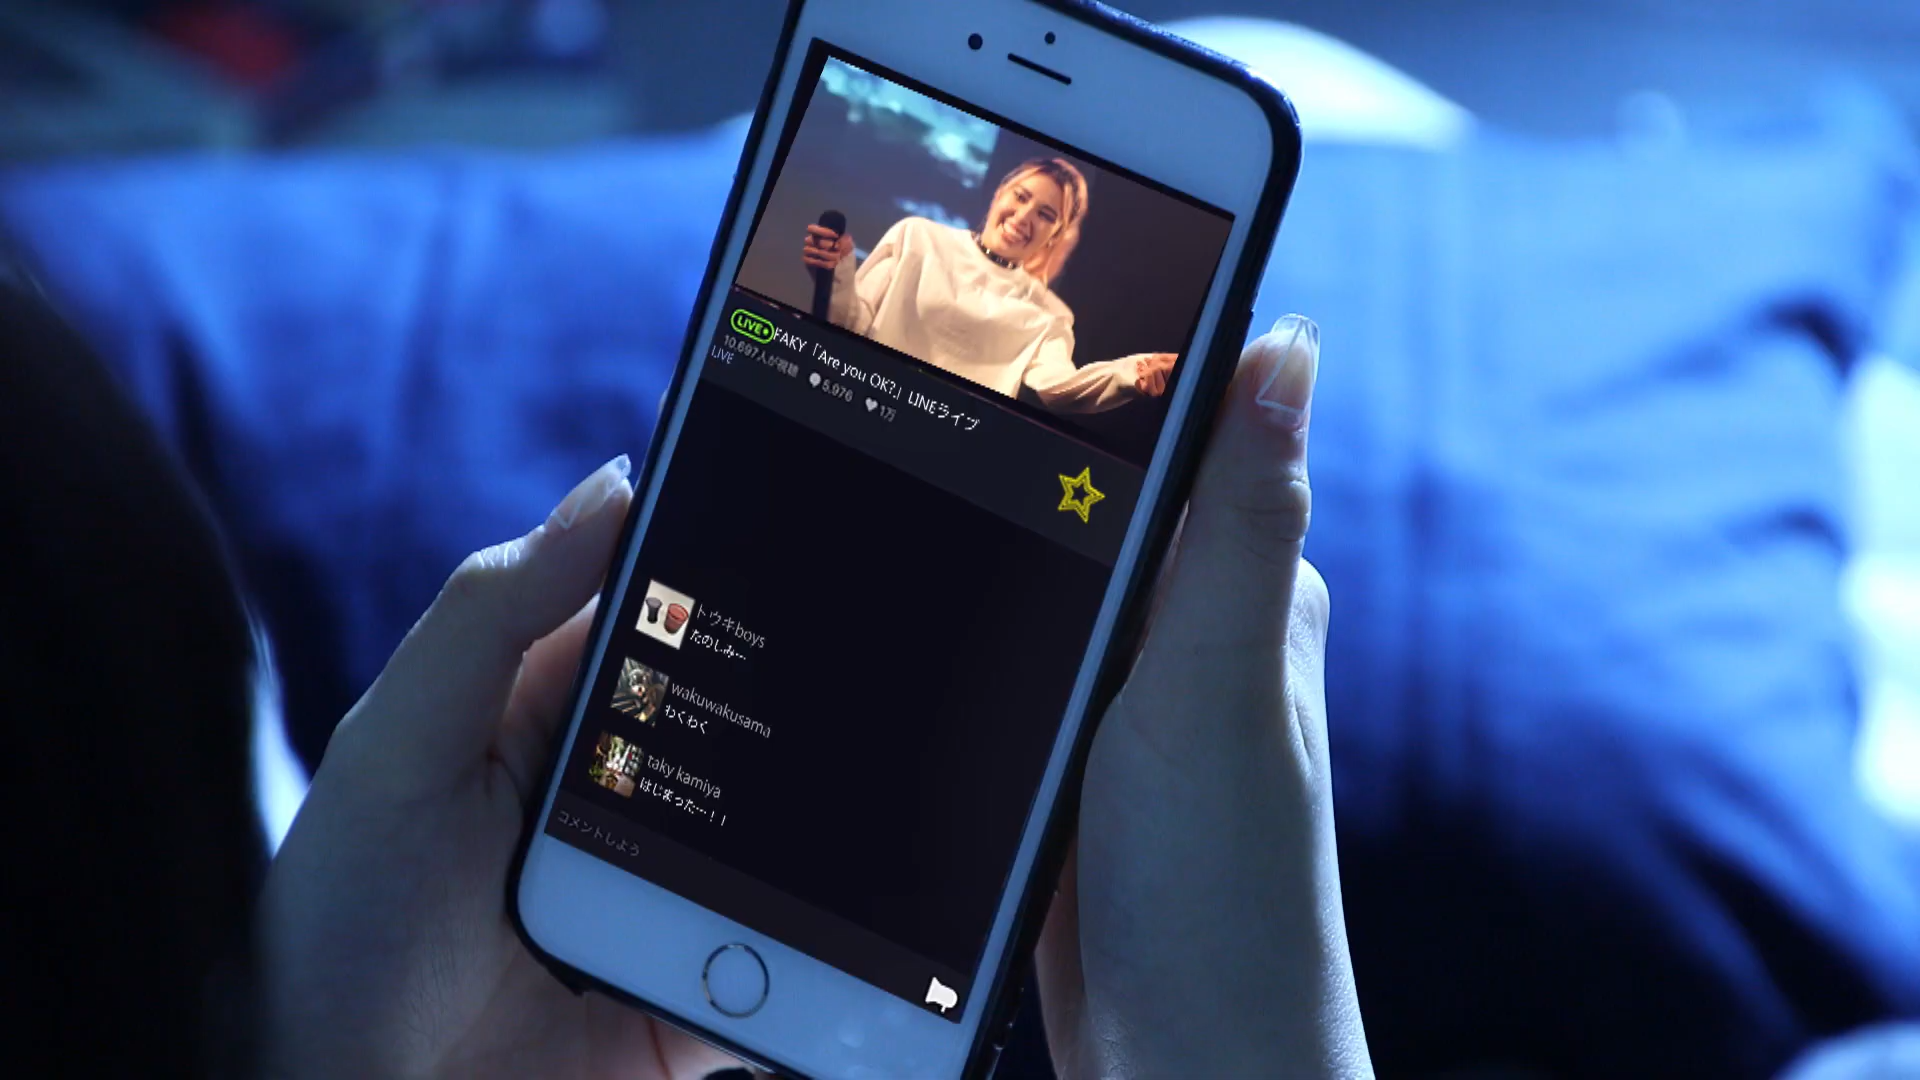 LIVE FAKY「Are you OK?」LINEライブ
10,697人が視聴 5,976 1万
LIVE
トウキboys
たのしみ…
wakuwakusama
わくわく
taky kamiya
はじまった…！！
コメントしよう